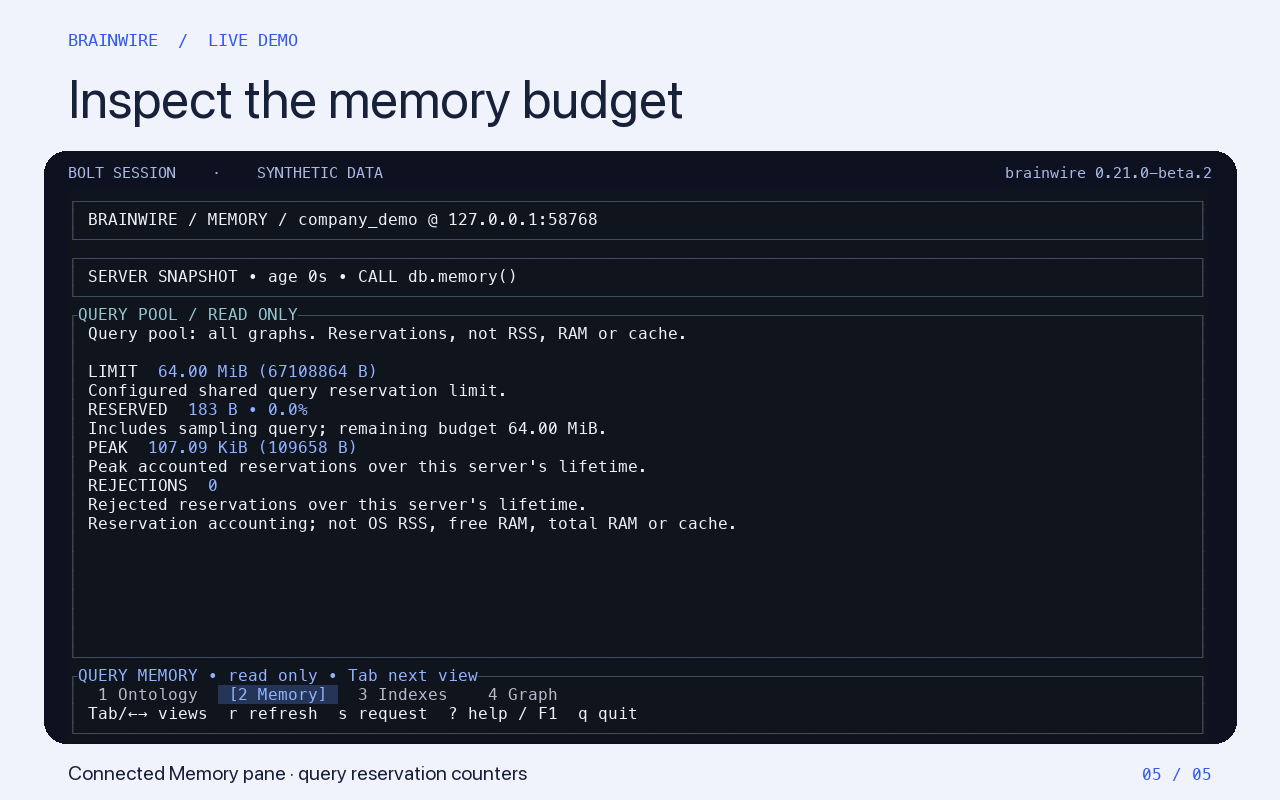 BRAINWIRE / LIVE DEMO
Inspect the memory budget
BOLT SESSION · SYNTHETIC DATA brainwire 0.21.0-beta.2
BRAINWIRE / MEMORY / company_demo @ 127.0.0.1:58768
SERVER SNAPSHOT • age 0s • CALL db.memory()
QUERY POOL / READ ONLY
Query pool: all graphs. Reservations, not RSS, RAM or cache.
LIMIT 64.00 MiB (67108864 B)
Configured shared query reservation limit.
RESERVED 183 B • 0.0%
Includes sampling query; remaining budget 64.00 MiB.
PEAK 107.09 KiB (109658 B)
Peak accounted reservations over this server's lifetime.
REJECTIONS 0
Rejected reservations over this server's lifetime.
Reservation accounting; not OS RSS, free RAM, total RAM or cache.
QUERY MEMORY • read only • Tab next view
1 Ontology [2 Memory] 3 Indexes 4 Graph
Tab/←→ views r refresh s request ? help / F1 q quit
Connected Memory pane · query reservation counters 05 / 05